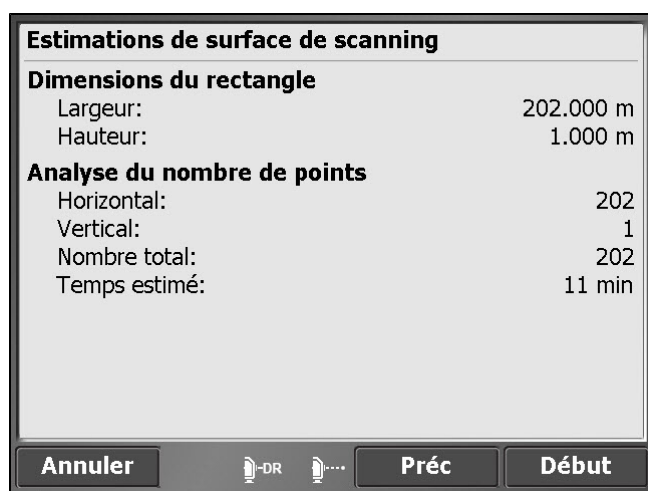 Estimations de surface de scanning
Dimensions du rectangle
Largeur: 202.000 m
Hauteur: 1.000 m
Analyse du nombre de points
Horizontal: 202
Vertical: 1
Nombre total: 202
Temps estimé: 11 min
Annuler -DR Préc Début